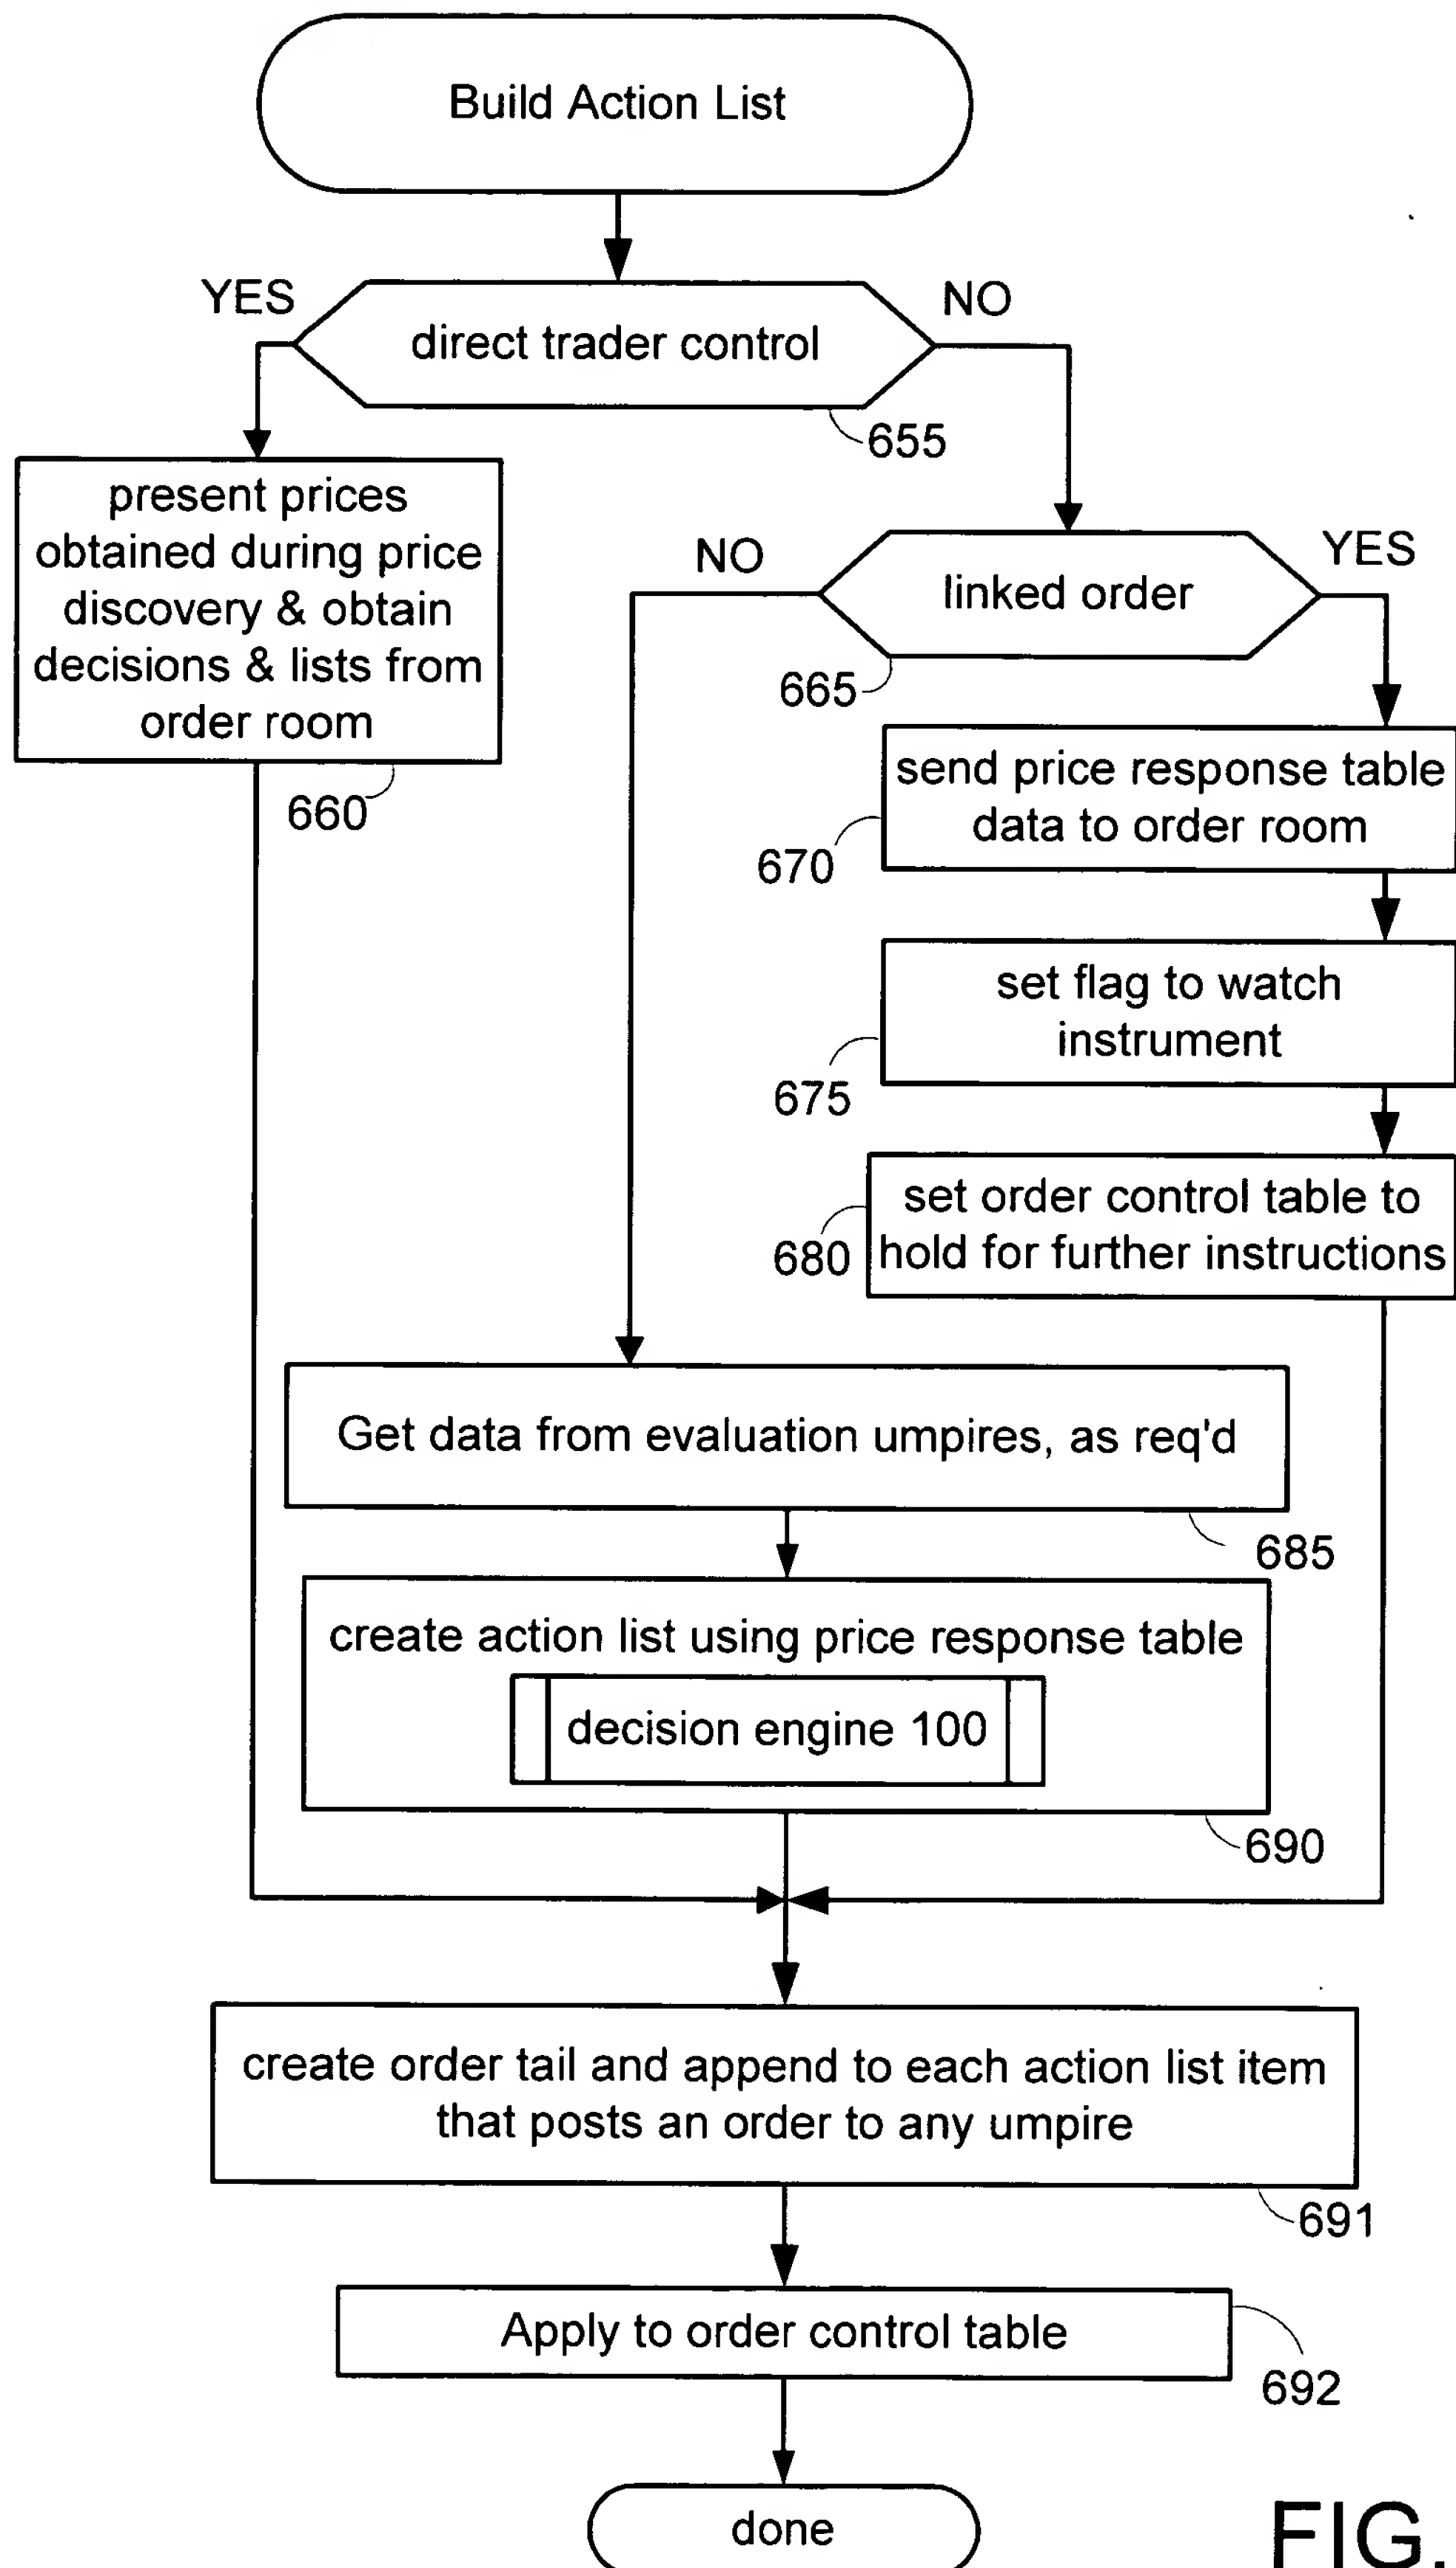 Build Action List
YES
NO
direct trader control
655
present prices
obtained during price
discovery & obtain
decisions & lists from
order room
660
NO
YES
linked order
665
send price response table
data to order room
670
set flag to watch
instrument
675
set order control table to
hold for further instructions
680
Get data from evaluation umpires, as req'd
685
create action list using price response table
decision engine 100
690
create order tail and append to each action list item
that posts an order to any umpire
691
Apply to order control table
692
done
FIG.